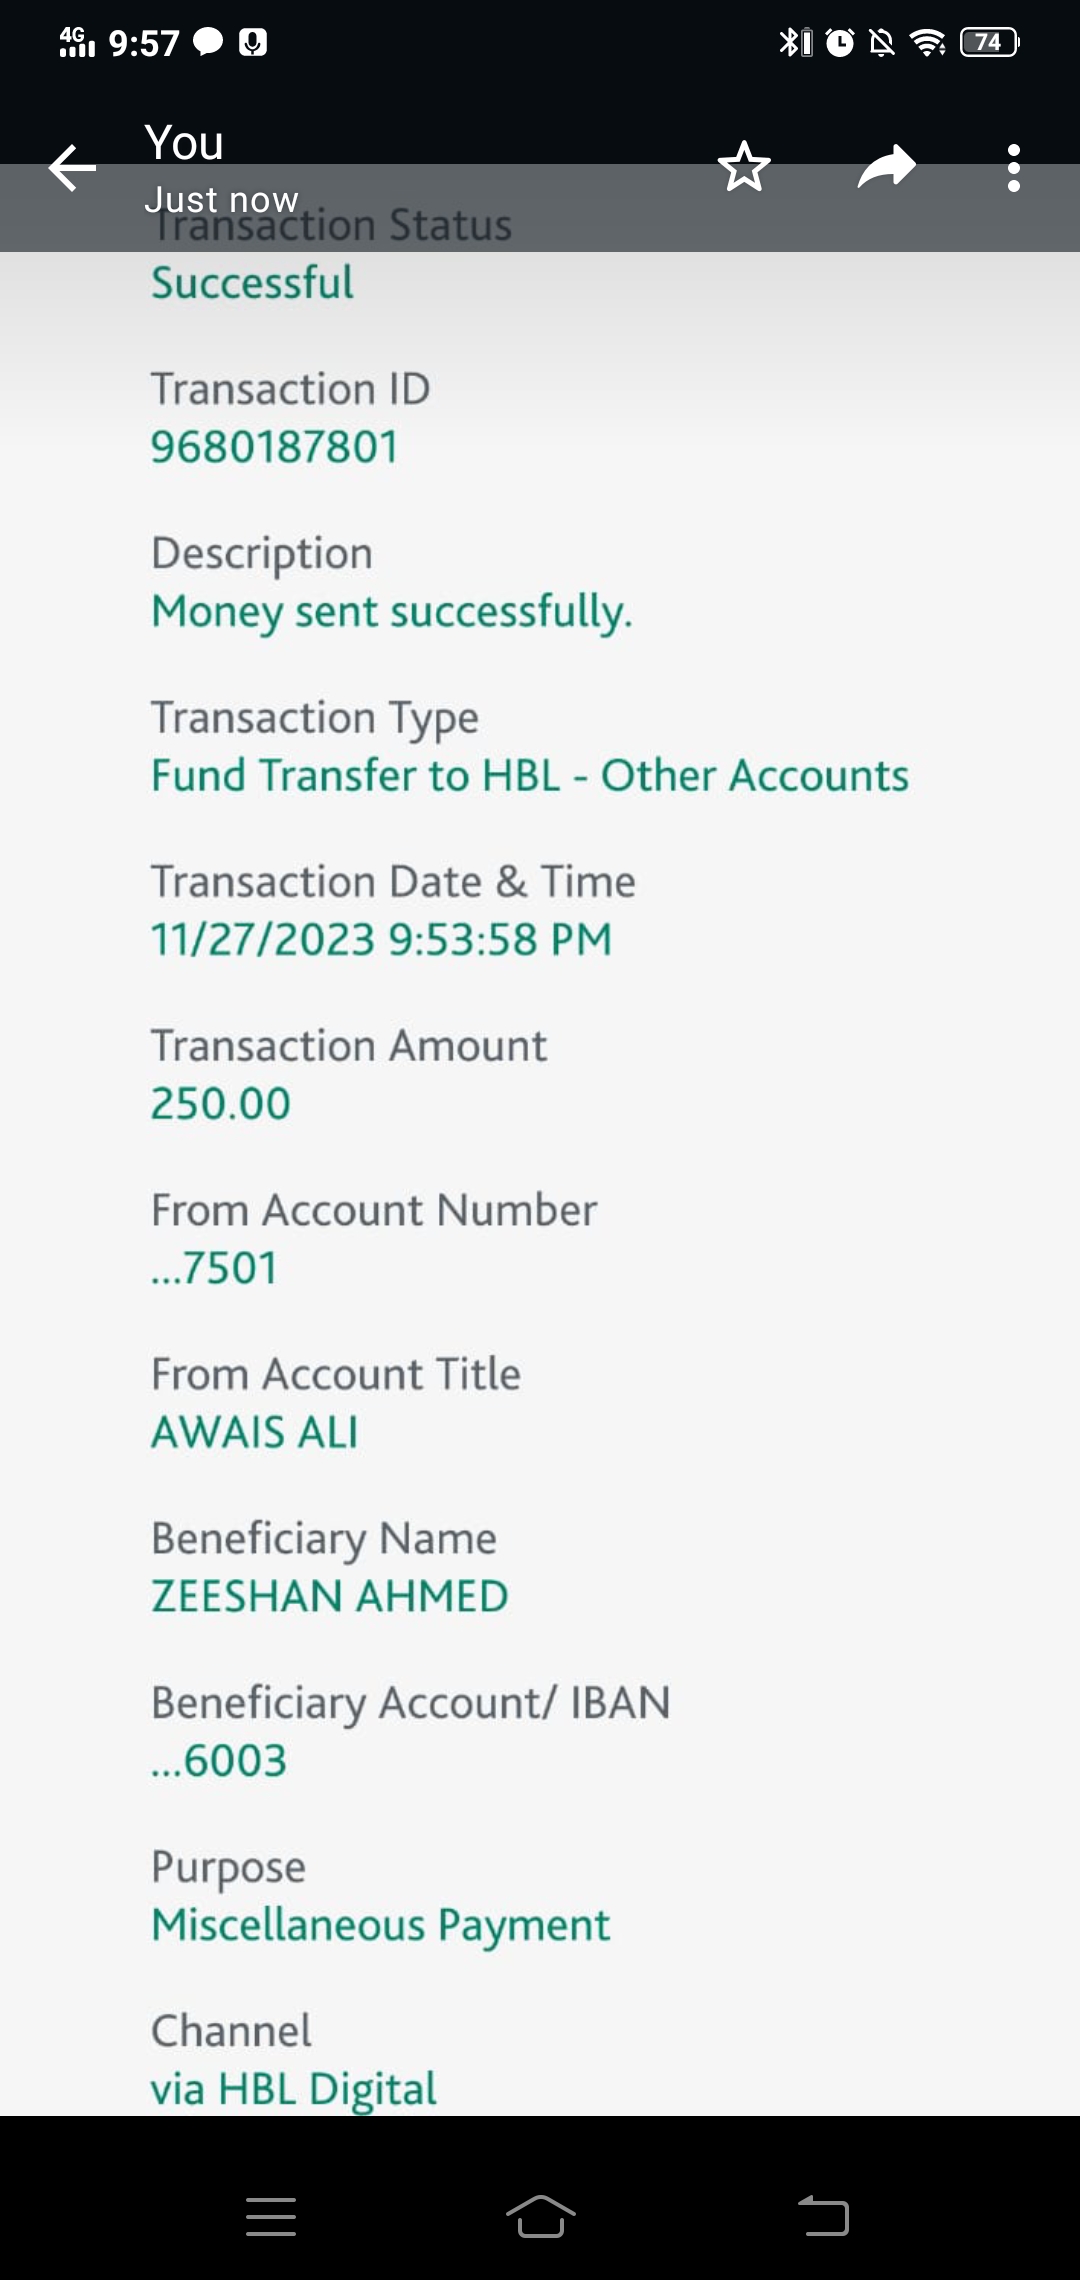 4G 9:57 74
You
Just now
Transaction Status
Successful
Transaction ID
9680187801
Description
Money sent successfully.
Transaction Type
Fund Transfer to HBL - Other Accounts
Transaction Date & Time
11/27/2023 9:53:58 PM
Transaction Amount
250.00
From Account Number
...7501
From Account Title
AWAIS ALI
Beneficiary Name
ZEESHAN AHMED
Beneficiary Account/ IBAN
...6003
Purpose
Miscellaneous Payment
Channel
via HBL Digital